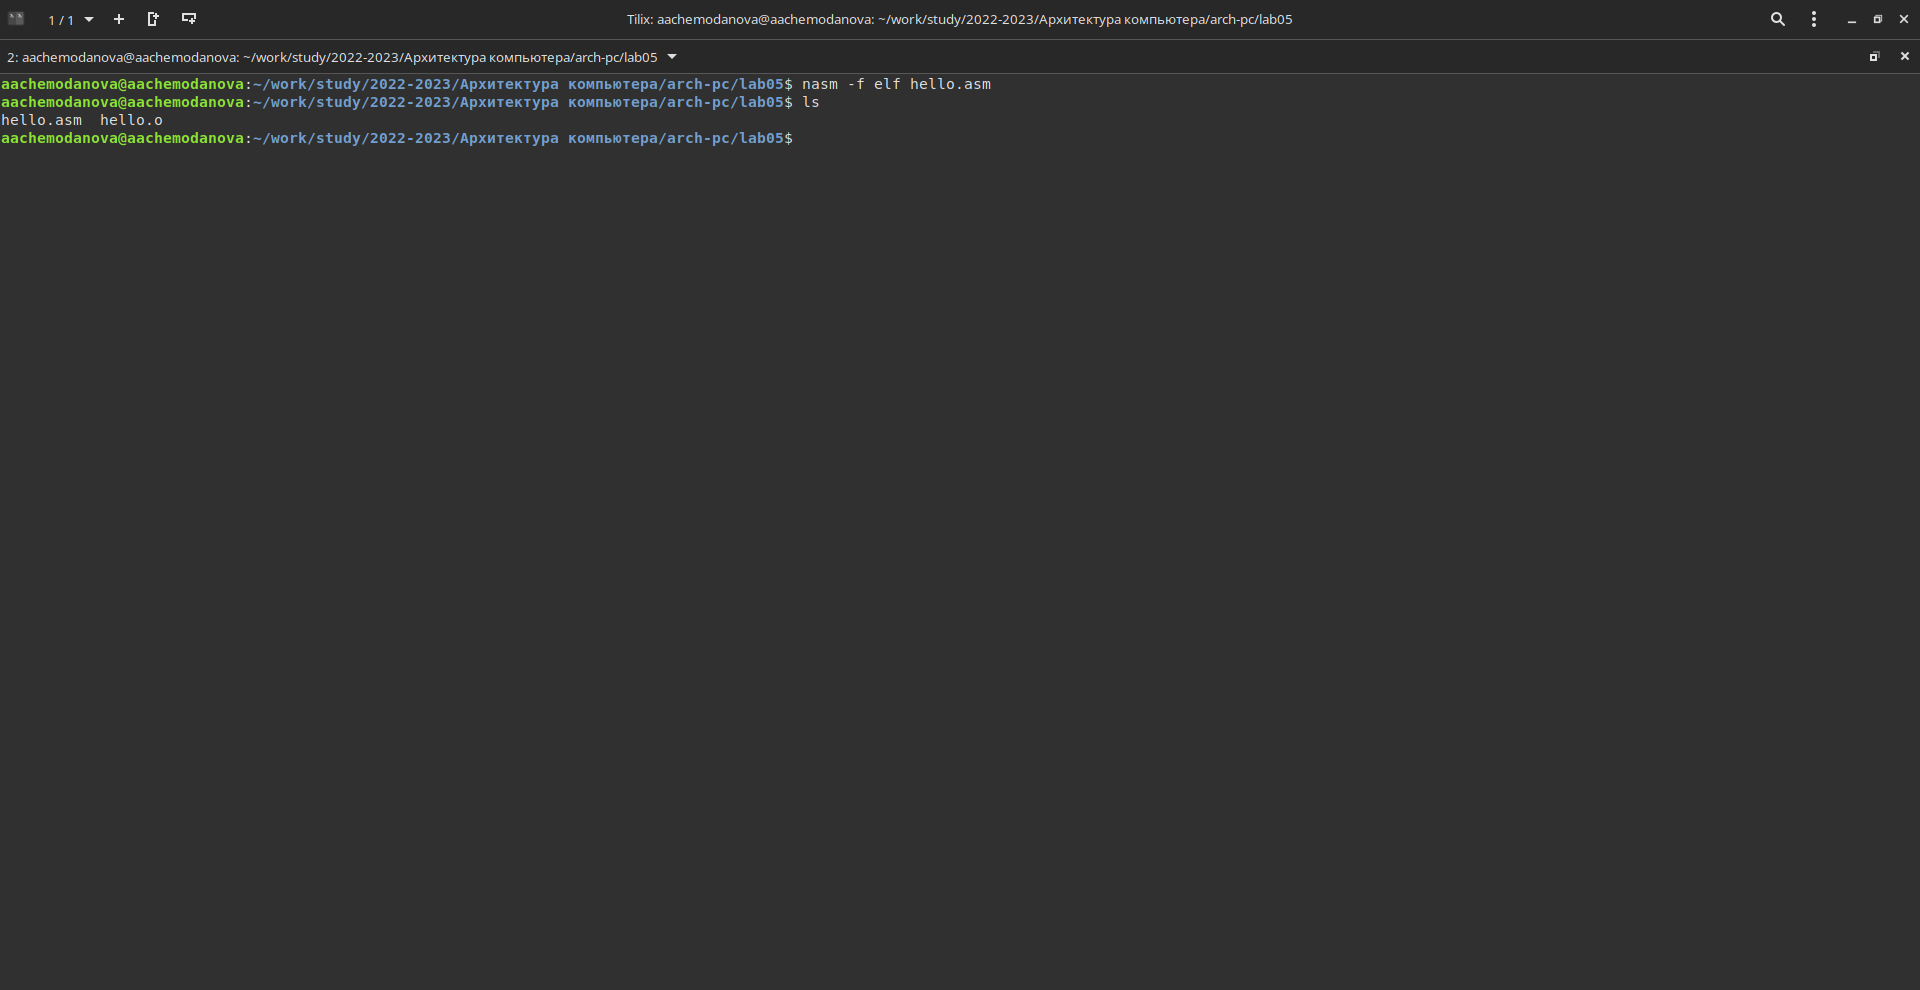 1 / 1
Tilix: aachemodanova@aachemodanova: ~/work/study/2022-2023/Архитектура компьютера/arch-pc/lab05
2: aachemodanova@aachemodanova: ~/work/study/2022-2023/Архитектура компьютера/arch-pc/lab05
aachemodanova@aachemodanova:~/work/study/2022-2023/Архитектура компьютера/arch-pc/lab05$ nasm -f elf hello.asm
aachemodanova@aachemodanova:~/work/study/2022-2023/Архитектура компьютера/arch-pc/lab05$ ls
hello.asm  hello.o
aachemodanova@aachemodanova:~/work/study/2022-2023/Архитектура компьютера/arch-pc/lab05$